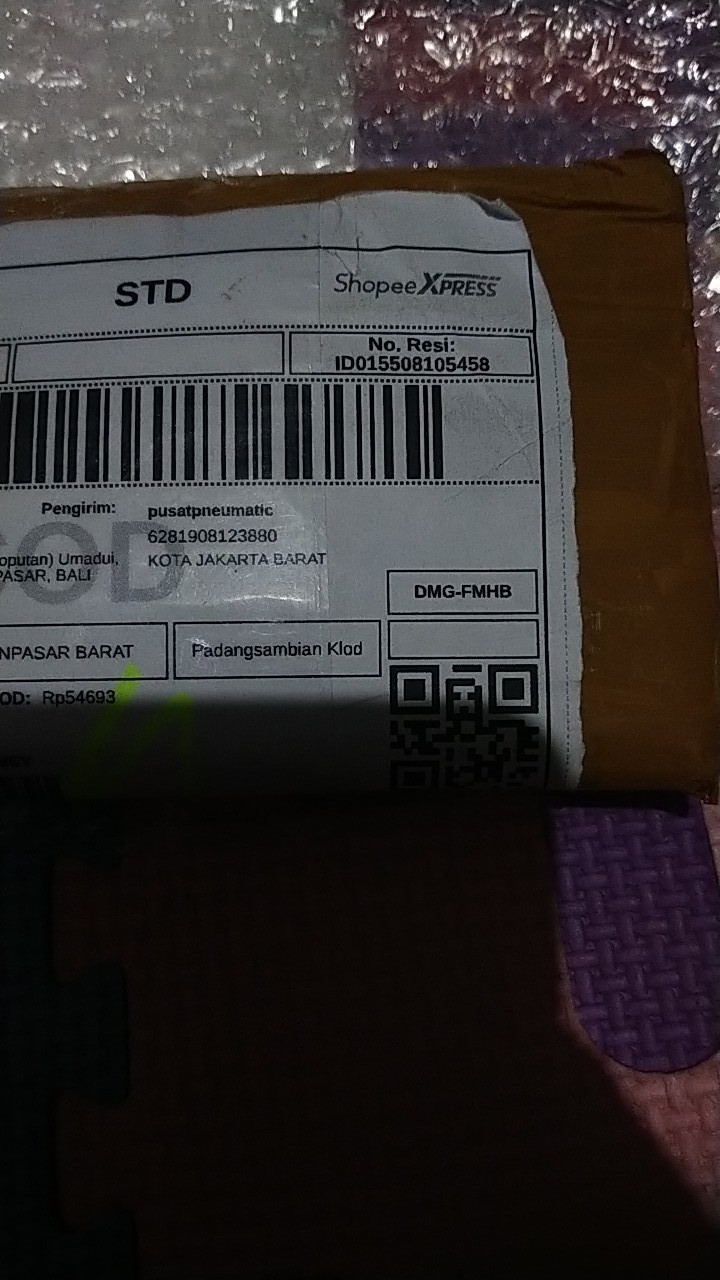 STD
ShopeeXPRESS
No. Resi:
ID015508105458
Pengirim: pusatpneumatic
6281908123880
oputan) Umadui, KOTA JAKARTA BARAT
PASAR, BALI
COD
DMG-FMHB
NPASAR BARAT
Padangsambian Klod
OD: Rp54693